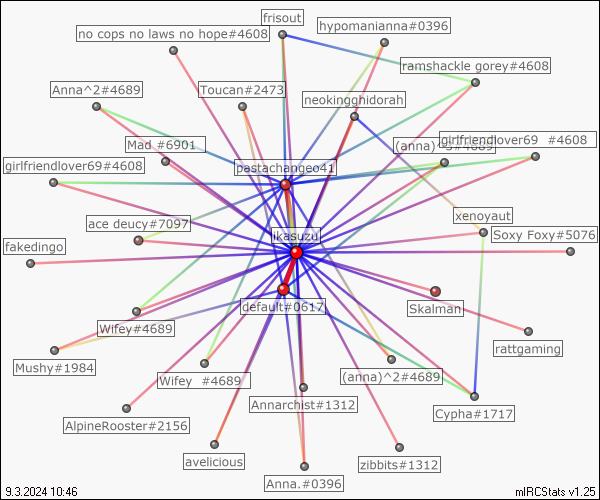 frisout
hypomanianna#0396
no cops no laws no hope#4608
ramshackle gorey#4608
Anna^2#4689
Toucan#2473
neokingghidorah
Mad #6901
girlfriendlover69 #4608
pastachangeo41
girlfriendlover69#4608
xenoyaut
ace deucy#7097
ikasuzu
Soxy Foxy#5076
fakedingo
default#0617
Skalman
Wifey#4689
rattgaming
Mushy#1984
Wifey #4689
(anna)^2#4689
Annarchist#1312
Cypha#1717
AlpineRooster#2156
avelicious
zibbits#1312
Anna.#0396
9.3.2024 10:46
mIRCStats v1.25